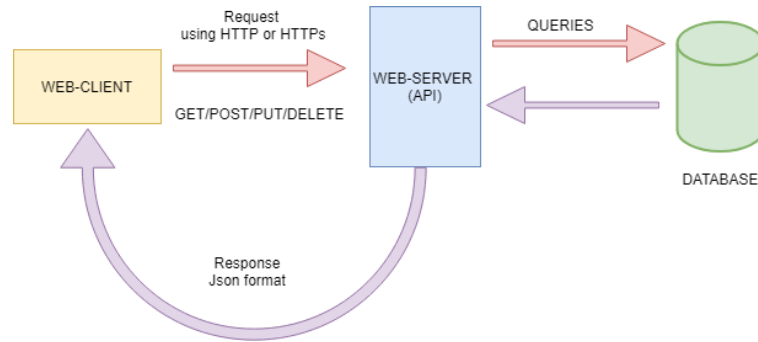 Request
using HTTP or HTTPs
QUERIES
WEB-CLIENT
WEB-SERVER
(API)
GET/POST/PUT/DELETE
DATABASE
Response
Json format